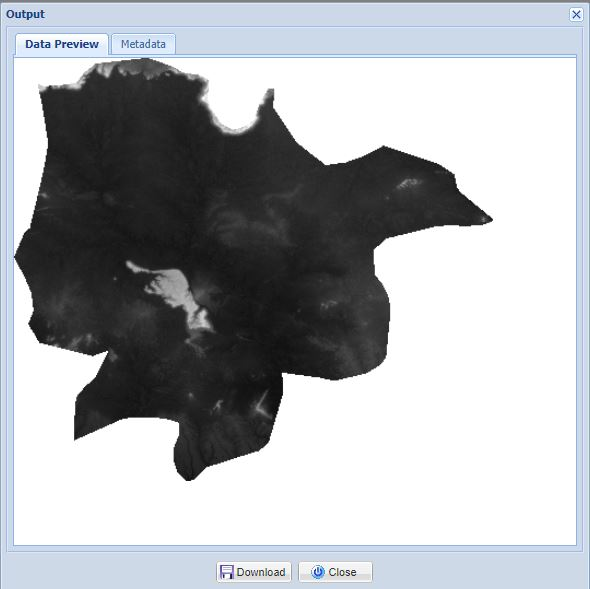 Output
Data Preview
Metadata
Download
Close